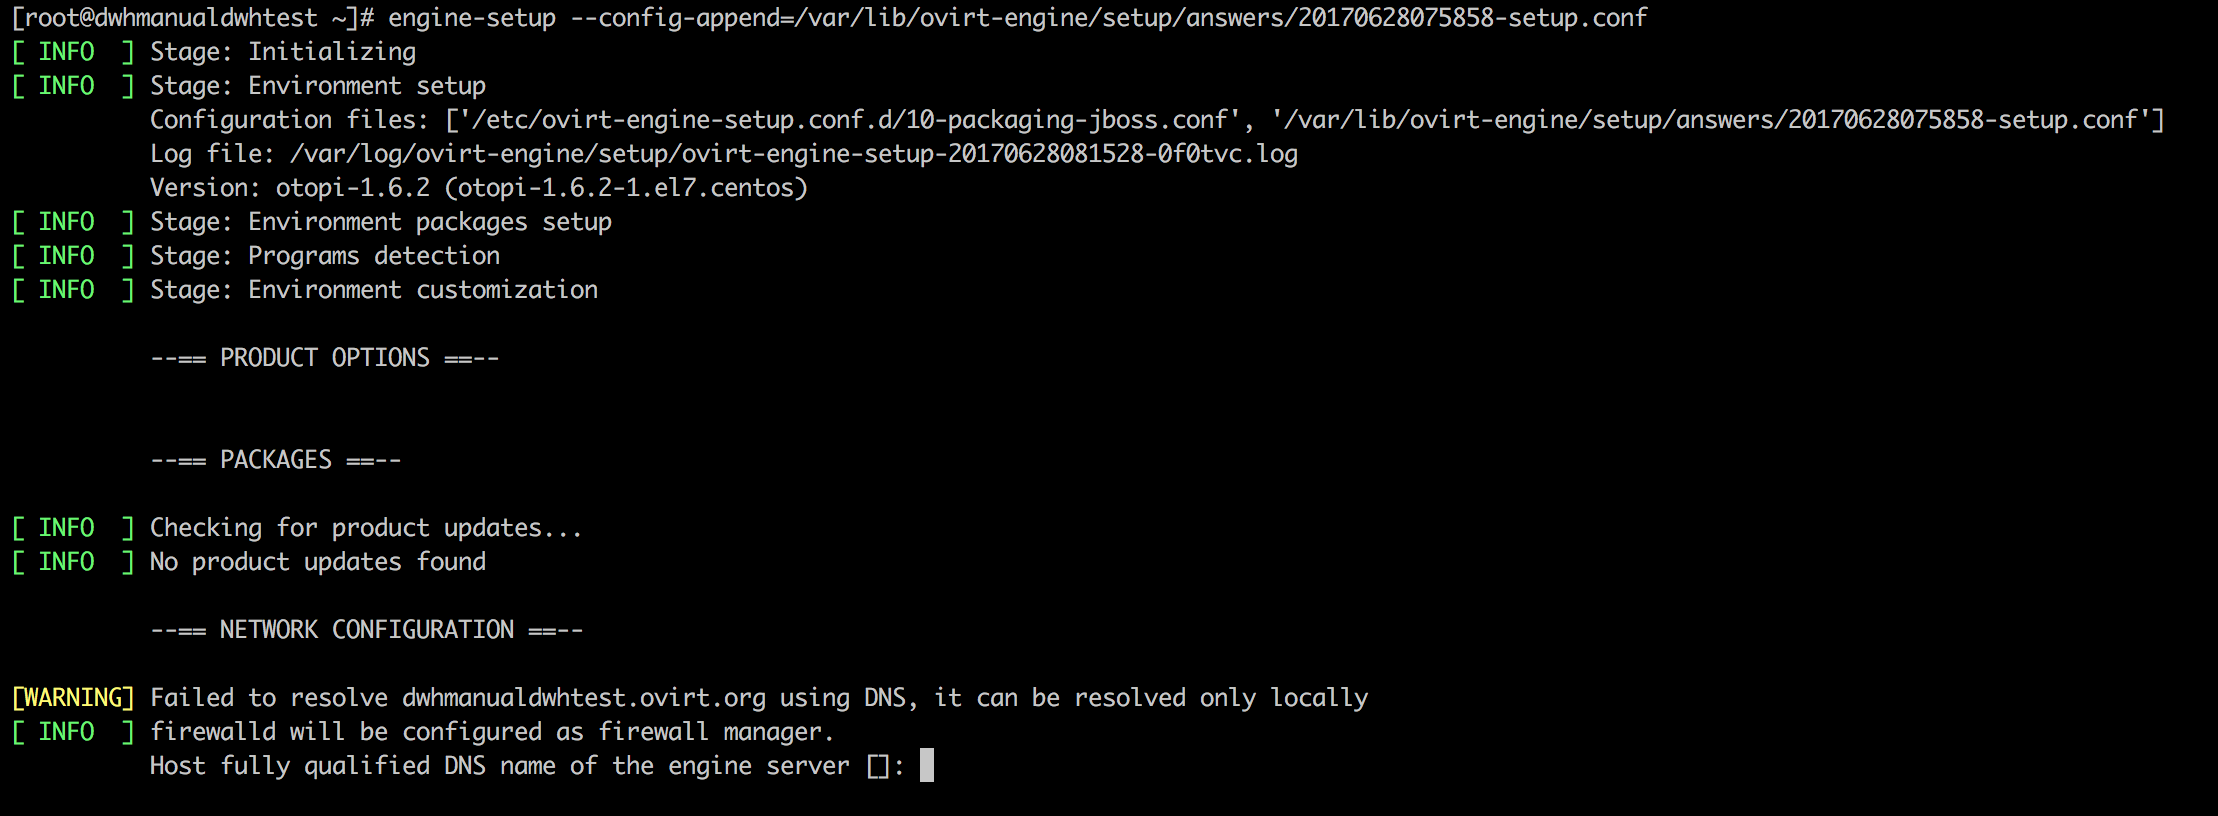 [root@dwhmanualdwhtest ~]# engine-setup --config-append=/var/lib/ovirt-engine/setup/answers/20170628075858-setup.conf
[ INFO  ] Stage: Initializing
[ INFO  ] Stage: Environment setup
          Configuration files: ['/etc/ovirt-engine-setup.conf.d/10-packaging-jboss.conf', '/var/lib/ovirt-engine/setup/answers/20170628075858-setup.conf']
          Log file: /var/log/ovirt-engine/setup/ovirt-engine-setup-20170628081528-0f0tvc.log
          Version: otopi-1.6.2 (otopi-1.6.2-1.el7.centos)
[ INFO  ] Stage: Environment packages setup
[ INFO  ] Stage: Programs detection
[ INFO  ] Stage: Environment customization
          --== PRODUCT OPTIONS ==--
          --== PACKAGES ==--
[ INFO  ] Checking for product updates...
[ INFO  ] No product updates found
          --== NETWORK CONFIGURATION ==--
[WARNING] Failed to resolve dwhmanualdwhtest.ovirt.org using DNS, it can be resolved only locally
[ INFO  ] firewalld will be configured as firewall manager.
          Host fully qualified DNS name of the engine server []: